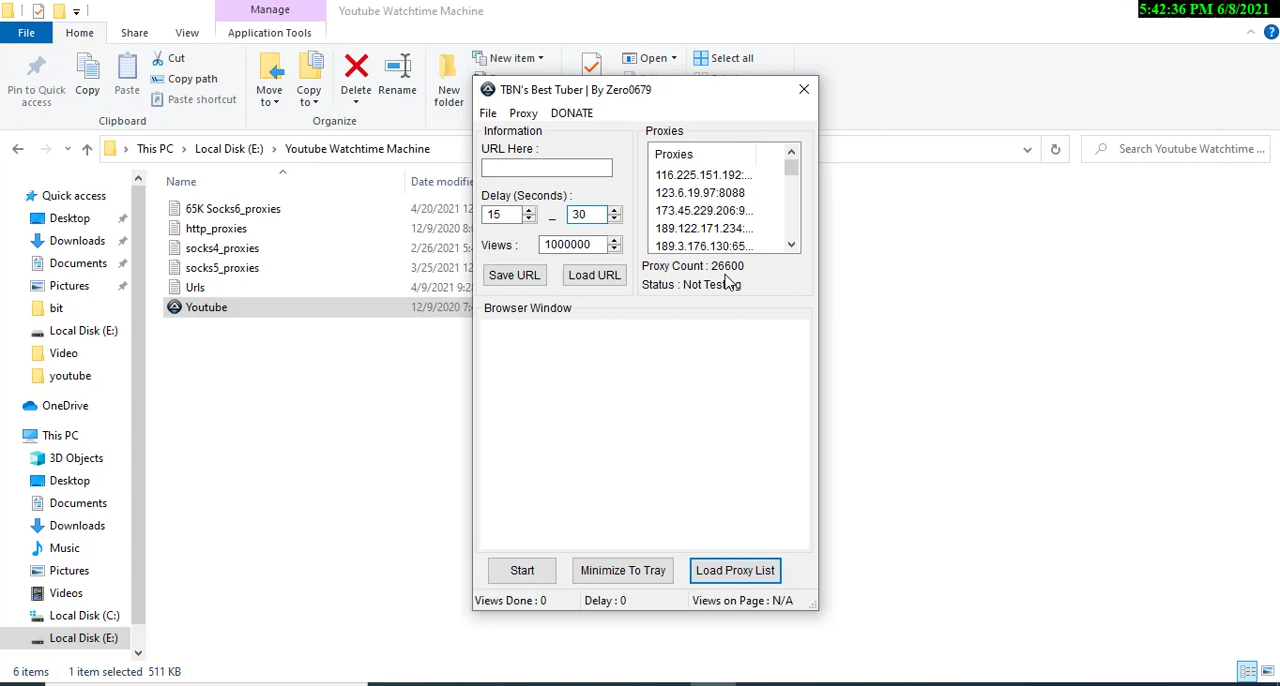 Manage
Youtube Watchtime Machine
5:42:36 PM 6/8/2021
File
Home
Share
View
Application Tools
Pin to Quick access
Copy
Paste
Cut
Copy path
Paste shortcut
Clipboard
Move to
Copy to
Delete
Rename
Organize
New folder
New item
Open
Select all
This PC > Local Disk (E:) > Youtube Watchtime Machine
Search Youtube Watchtime ...
Quick access
Desktop
Downloads
Documents
Pictures
bit
Local Disk (E:)
Video
youtube
OneDrive
This PC
3D Objects
Desktop
Documents
Downloads
Music
Pictures
Videos
Local Disk (C:)
Local Disk (E:)
Name
Date modifie
65K Socks6_proxies 4/20/2021 12
http_proxies 12/9/2020 8:
socks4_proxies 2/26/2021 5:
socks5_proxies 3/25/2021 12
Urls 4/9/2021 9:2
Youtube 12/9/2020 7:
TBN's Best Tuber | By Zero0679
File Proxy DONATE
Information
URL Here :
Delay (Seconds) :
15 _ 30
Views : 1000000
Save URL
Load URL
Proxies
Proxies
116.225.151.192:...
123.6.19.97:8088
173.45.229.206:9...
189.122.171.234:...
189.3.176.130:65...
Proxy Count : 26600
Status : Not Testing
Browser Window
Start
Minimize To Tray
Load Proxy List
Views Done : 0
Delay : 0
Views on Page : N/A
6 items
1 item selected 511 KB